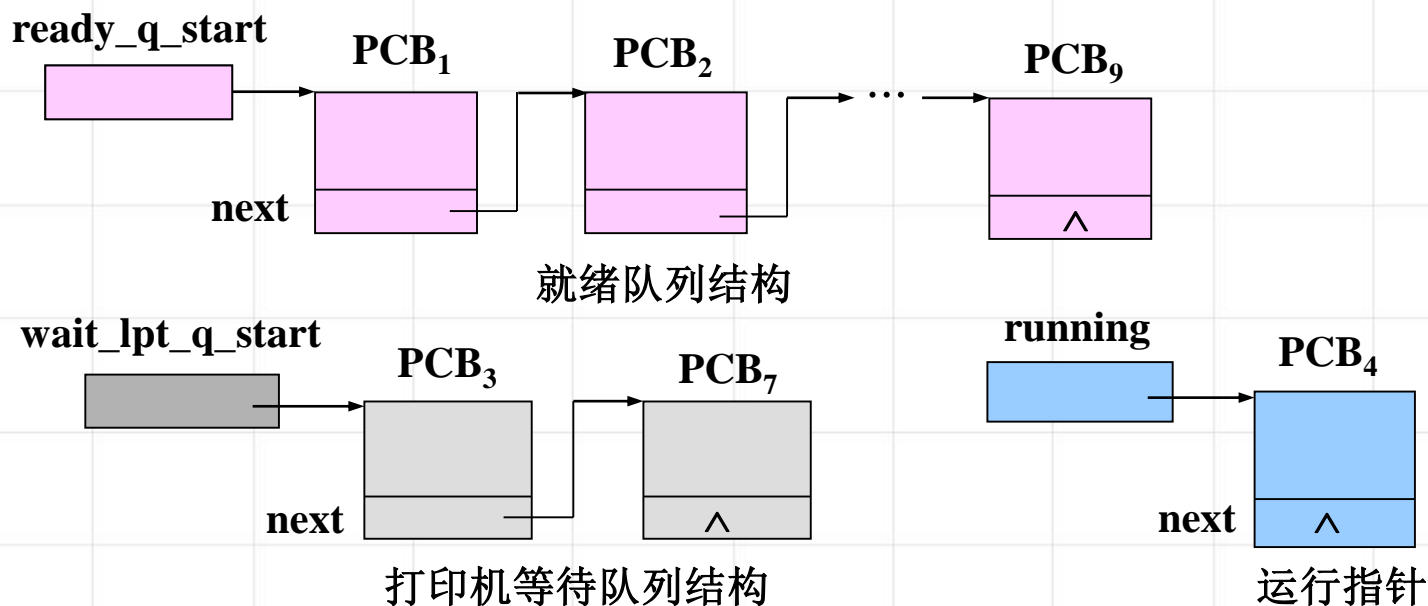 ready_q_start
PCB₁
PCB₂
PCB₉
...
next
∧
就绪队列结构
wait_lpt_q_start
PCB₃
PCB₇
running
PCB₄
next
∧
next
∧
打印机等待队列结构
运行指针